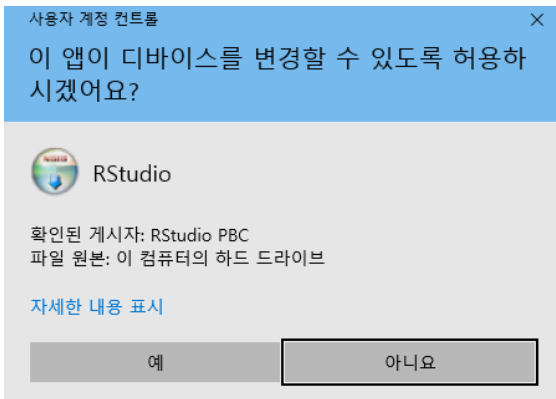 사용자 계정 컨트롤
이 앱이 디바이스를 변경할 수 있도록 허용하
시겠어요?
RStudio
확인된 게시자: RStudio PBC
파일 원본: 이 컴퓨터의 하드 드라이브
자세한 내용 표시
예
아니요